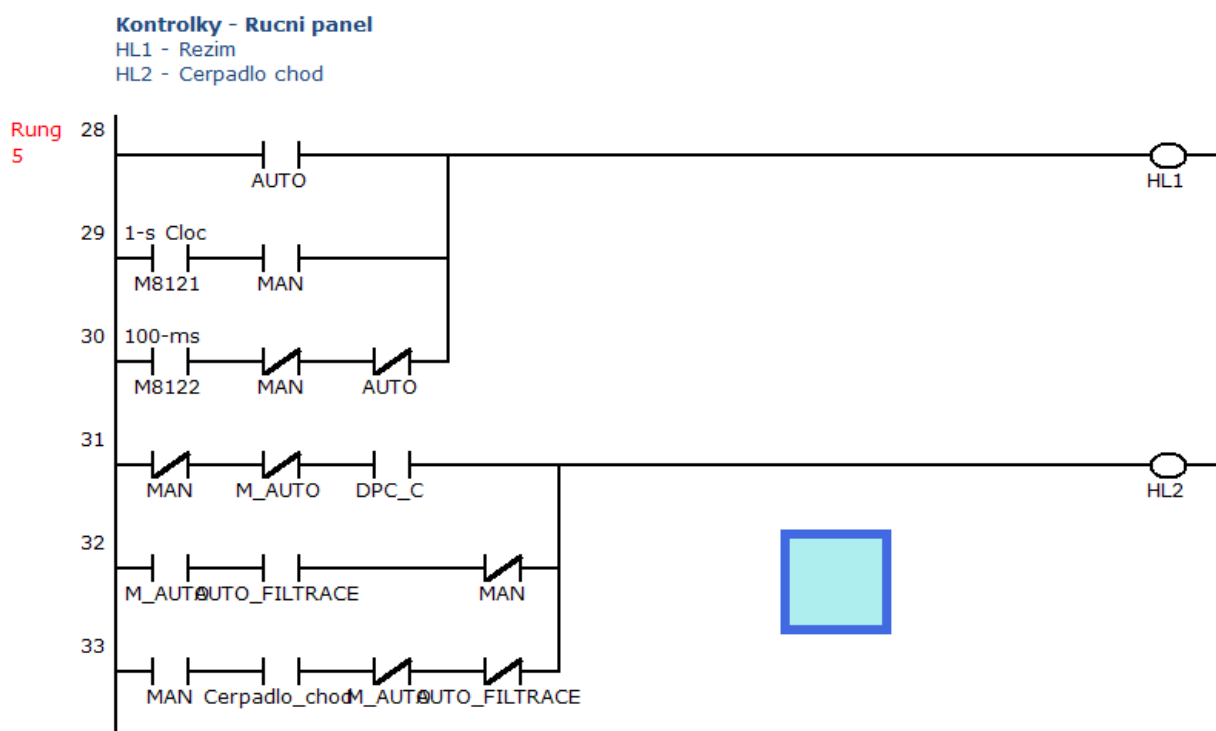 Kontrolky - Rucni panel
HL1 - Rezim
HL2 - Cerpadlo chod
Rung 28
5
AUTO HL1
29 1-s Cloc
M8121 MAN
30 100-ms
M8122 MAN AUTO
31
MAN M_AUTO DPC_C HL2
32
M_AUTO AUTO_FILTRACE MAN
33
MAN Cerpadlo_chod M_AUTO AUTO_FILTRACE